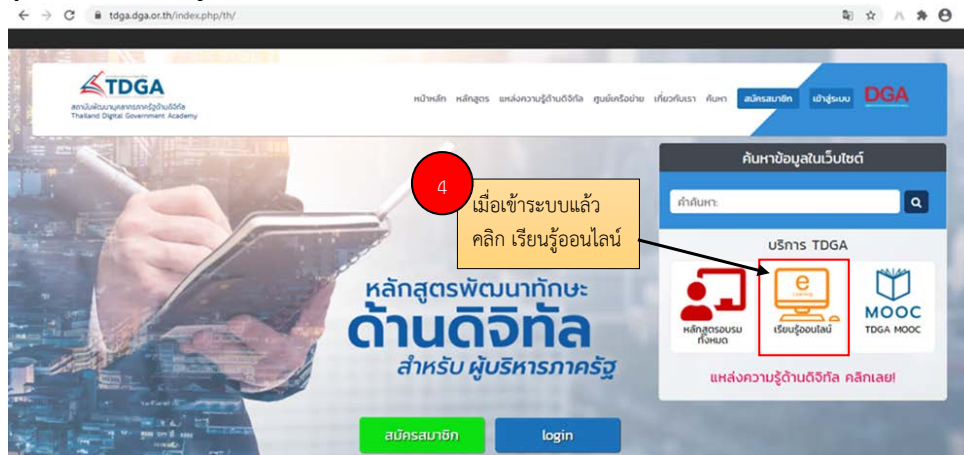 tdga.dga.or.th/index.php/th/
TDGA
สถาบันพัฒนาบุคลากรภาครัฐด้านดิจิทัล
Thailand Digital Government Academy
หน้าหลัก หลักสูตร แหล่งความรู้ด้านดิจิทัล ศูนย์เครือข่าย เกี่ยวกับเรา ค้นหา สมัครสมาชิก เข้าสู่ระบบ DGA
ค้นหาข้อมูลในเว็บไซต์
คำค้นหา:
4
เมื่อเข้าระบบแล้ว
คลิก เรียนรู้ออนไลน์
บริการ TDGA
หลักสูตรอบรม
ทั้งหมด
e
Learning
เรียนรู้ออนไลน์
MOOC
TDGA MOOC
แหล่งความรู้ด้านดิจิทัล คลิกเลย!
หลักสูตรพัฒนาทักษะ
ด้านดิจิทัล
สำหรับ ผู้บริหารภาครัฐ
สมัครสมาชิก
login